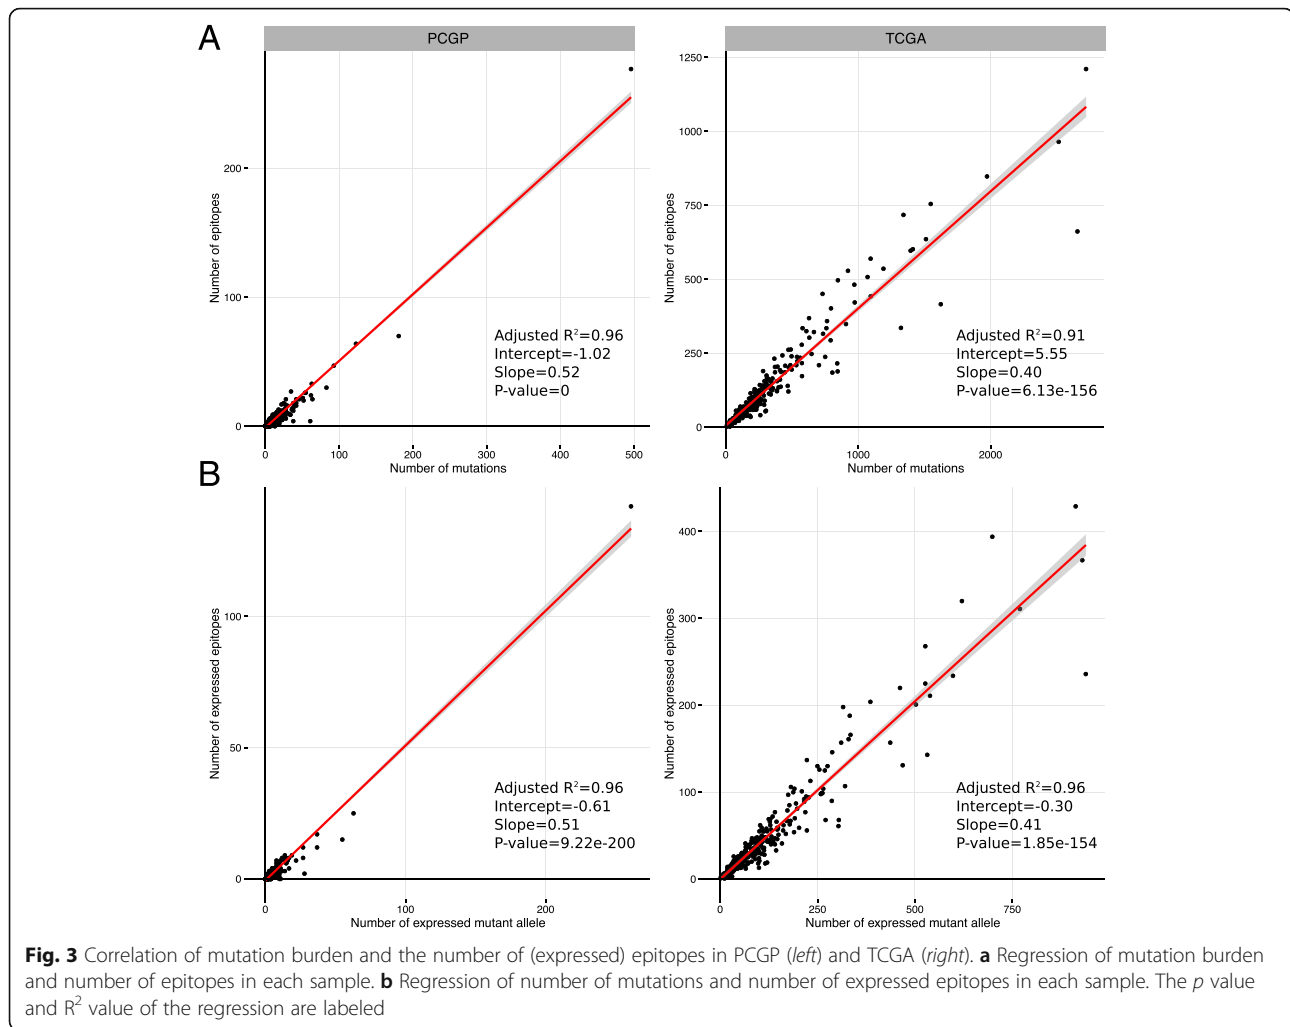 A
PCGP
TCGA
Number of epitopes
200
100
0
Adjusted R²=0.96
Intercept=-1.02
Slope=0.52
P-value=0
0 100 200 300 400 500
Number of mutations
Number of epitopes
1250
1000
750
500
250
0
Adjusted R²=0.91
Intercept=5.55
Slope=0.40
P-value=6.13e-156
0 1000 2000
Number of mutations
B
Number of expressed epitopes
100
50
0
Adjusted R²=0.96
Intercept=-0.61
Slope=0.51
P-value=9.22e-200
0 100 200
Number of expressed mutant allele
Number of expressed epitopes
400
300
200
100
0
Adjusted R²=0.96
Intercept=-0.30
Slope=0.41
P-value=1.85e-154
0 250 500 750
Number of expressed mutant allele
Fig. 3 Correlation of mutation burden and the number of (expressed) epitopes in PCGP (left) and TCGA (right). a Regression of mutation burden
and number of epitopes in each sample. b Regression of number of mutations and number of expressed epitopes in each sample. The p value
and R² value of the regression are labeled